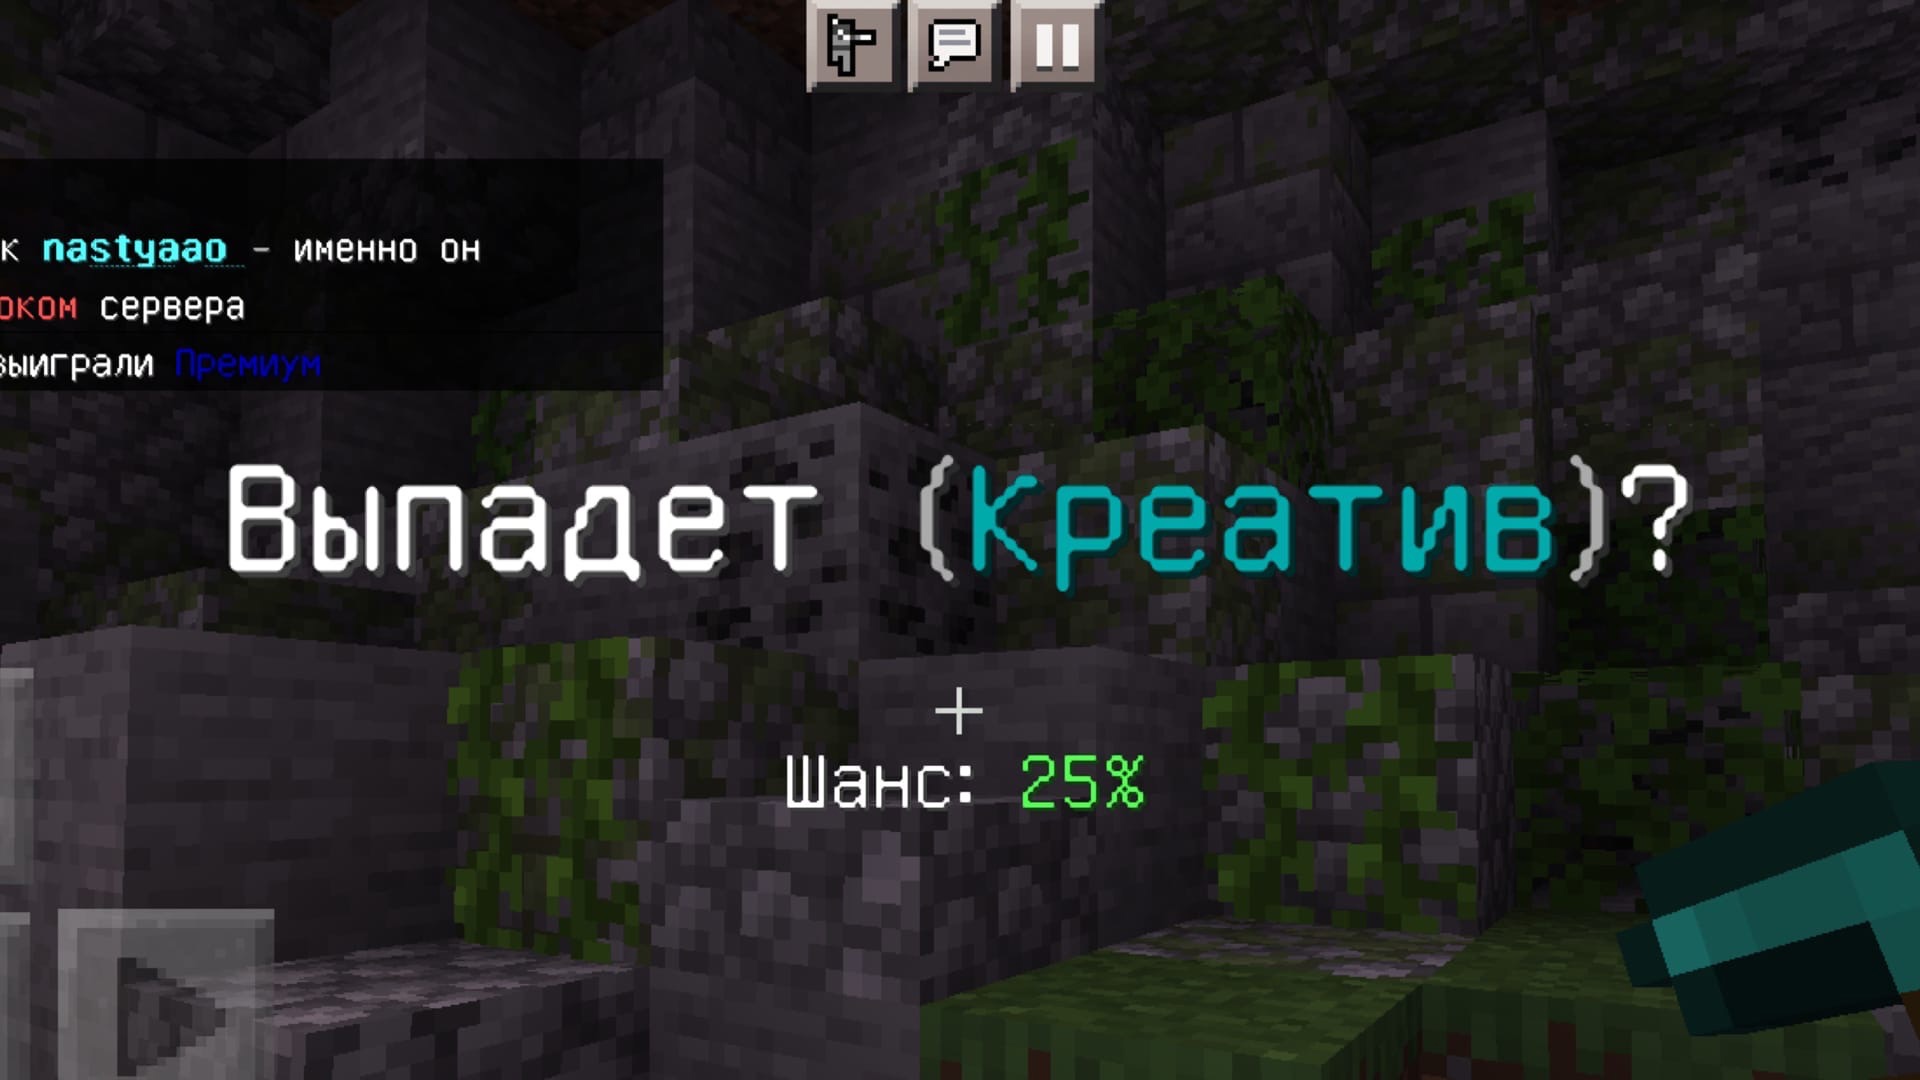 к nastyaao - именно он
оком сервера
выиграли Премиум
Выпадет (Креатив)?
Шанс: 25%